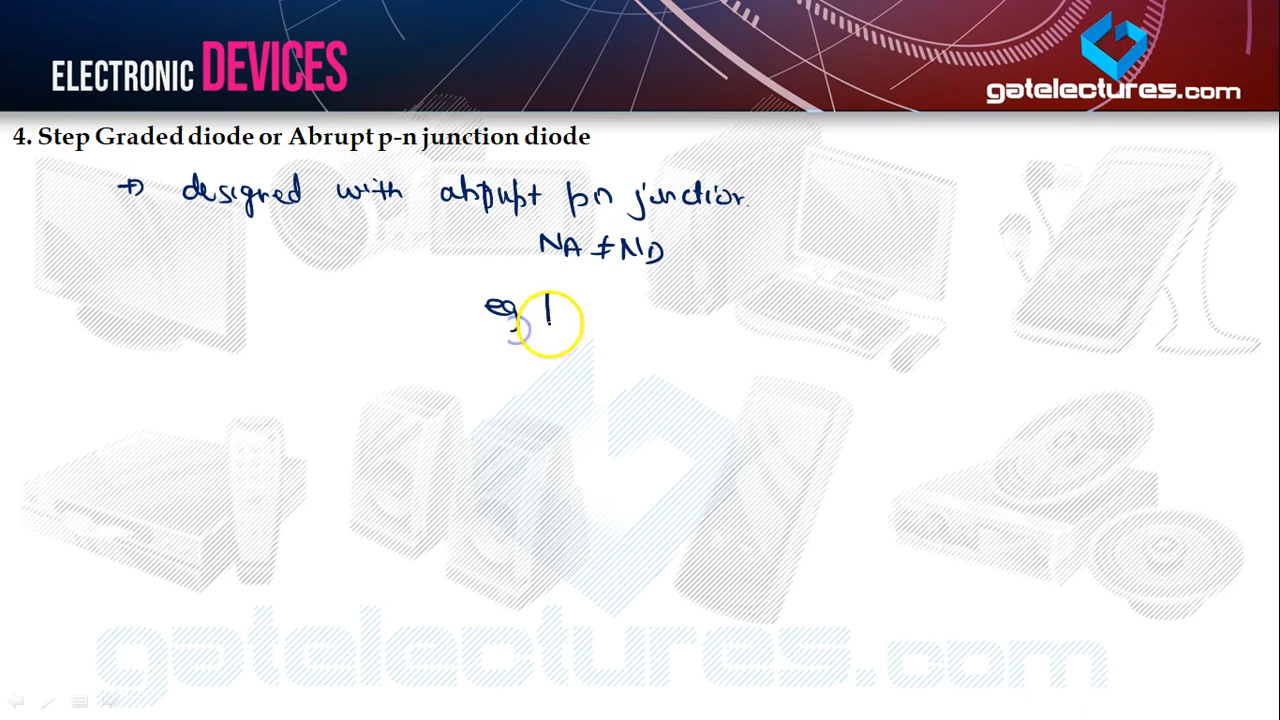 ELECTRONIC DEVICES
gatelectures.com
4. Step Graded diode or Abrupt p-n junction diode
→ designed with abrupt pn junction.
NA ≠ ND
eg
gatelectures.com